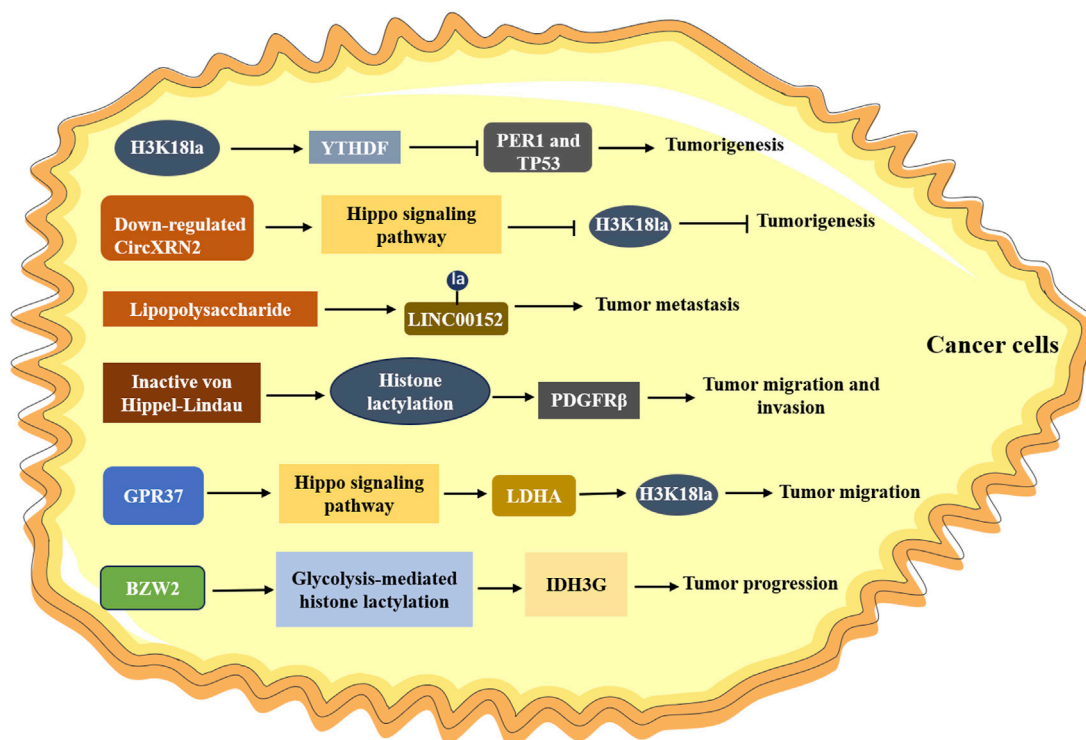 H3K18la
YTHDF
PER1 and
TP53
Tumorigenesis
Down-regulated
CircXRN2
Hippo signaling
pathway
H3K18la
Tumorigenesis
la
Lipopolysaccharide
LINC00152
Tumor metastasis
Cancer cells
Inactive von
Hippel-Lindau
Histone
lactylation
PDGFRβ
Tumor migration and
invasion
GPR37
Hippo signaling
pathway
LDHA
H3K18la
Tumor migration
BZW2
Glycolysis-mediated
histone lactylation
IDH3G
Tumor progression